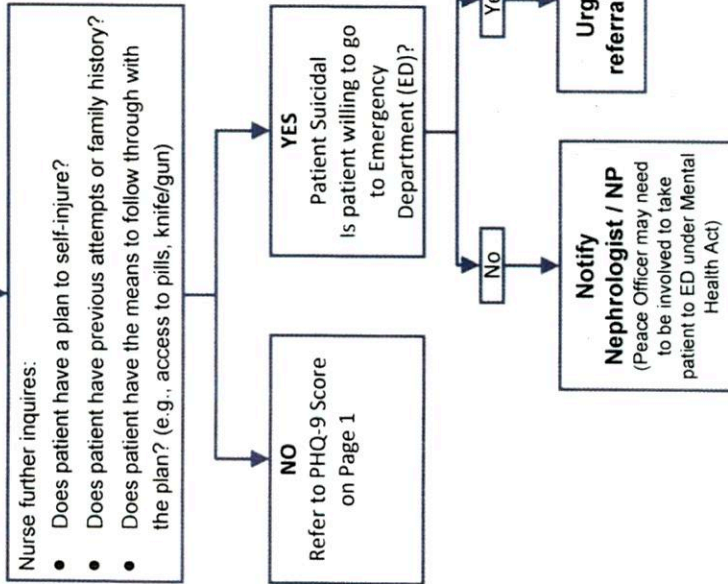 Nurse further inquires:
● Does patient have a plan to self-injure?
● Does patient have previous attempts or family history?
● Does patient have the means to follow through with
the plan? (e.g., access to pills, knife/gun)
NO
Refer to PHQ-9 Score
on Page 1
YES
Patient Suicidal
Is patient willing to go
to Emergency
Department (ED)?
No
Notify
Nephrologist / NP
(Peace Officer may need
to be involved to take
patient to ED under Mental
Health Act)
Ye
Urg
referra